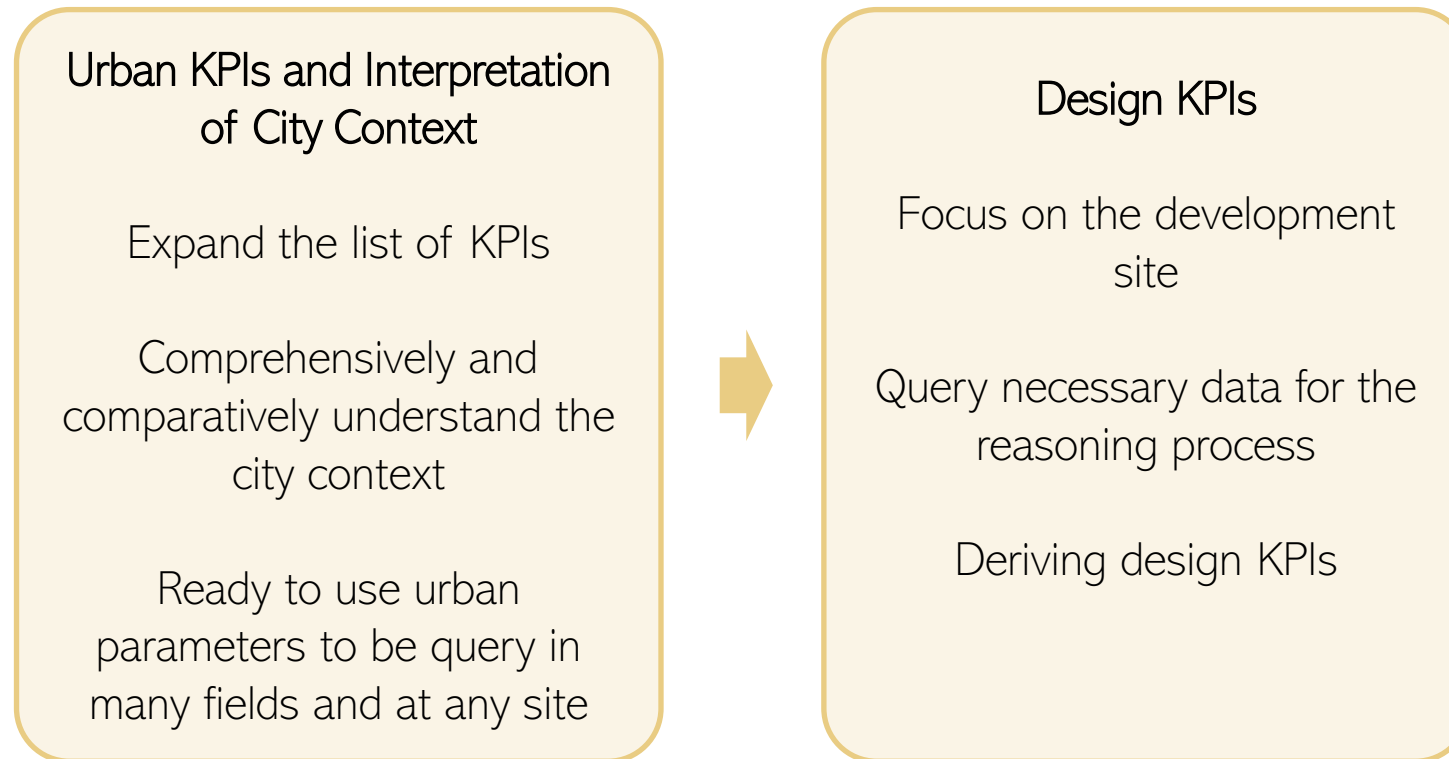 Urban KPIs and Interpretation
of City Context
Expand the list of KPIs
Comprehensively and
comparatively understand the
city context
Ready to use urban
parameters to be query in
many fields and at any site
Design KPIs
Focus on the development
site
Query necessary data for the
reasoning process
Deriving design KPIs